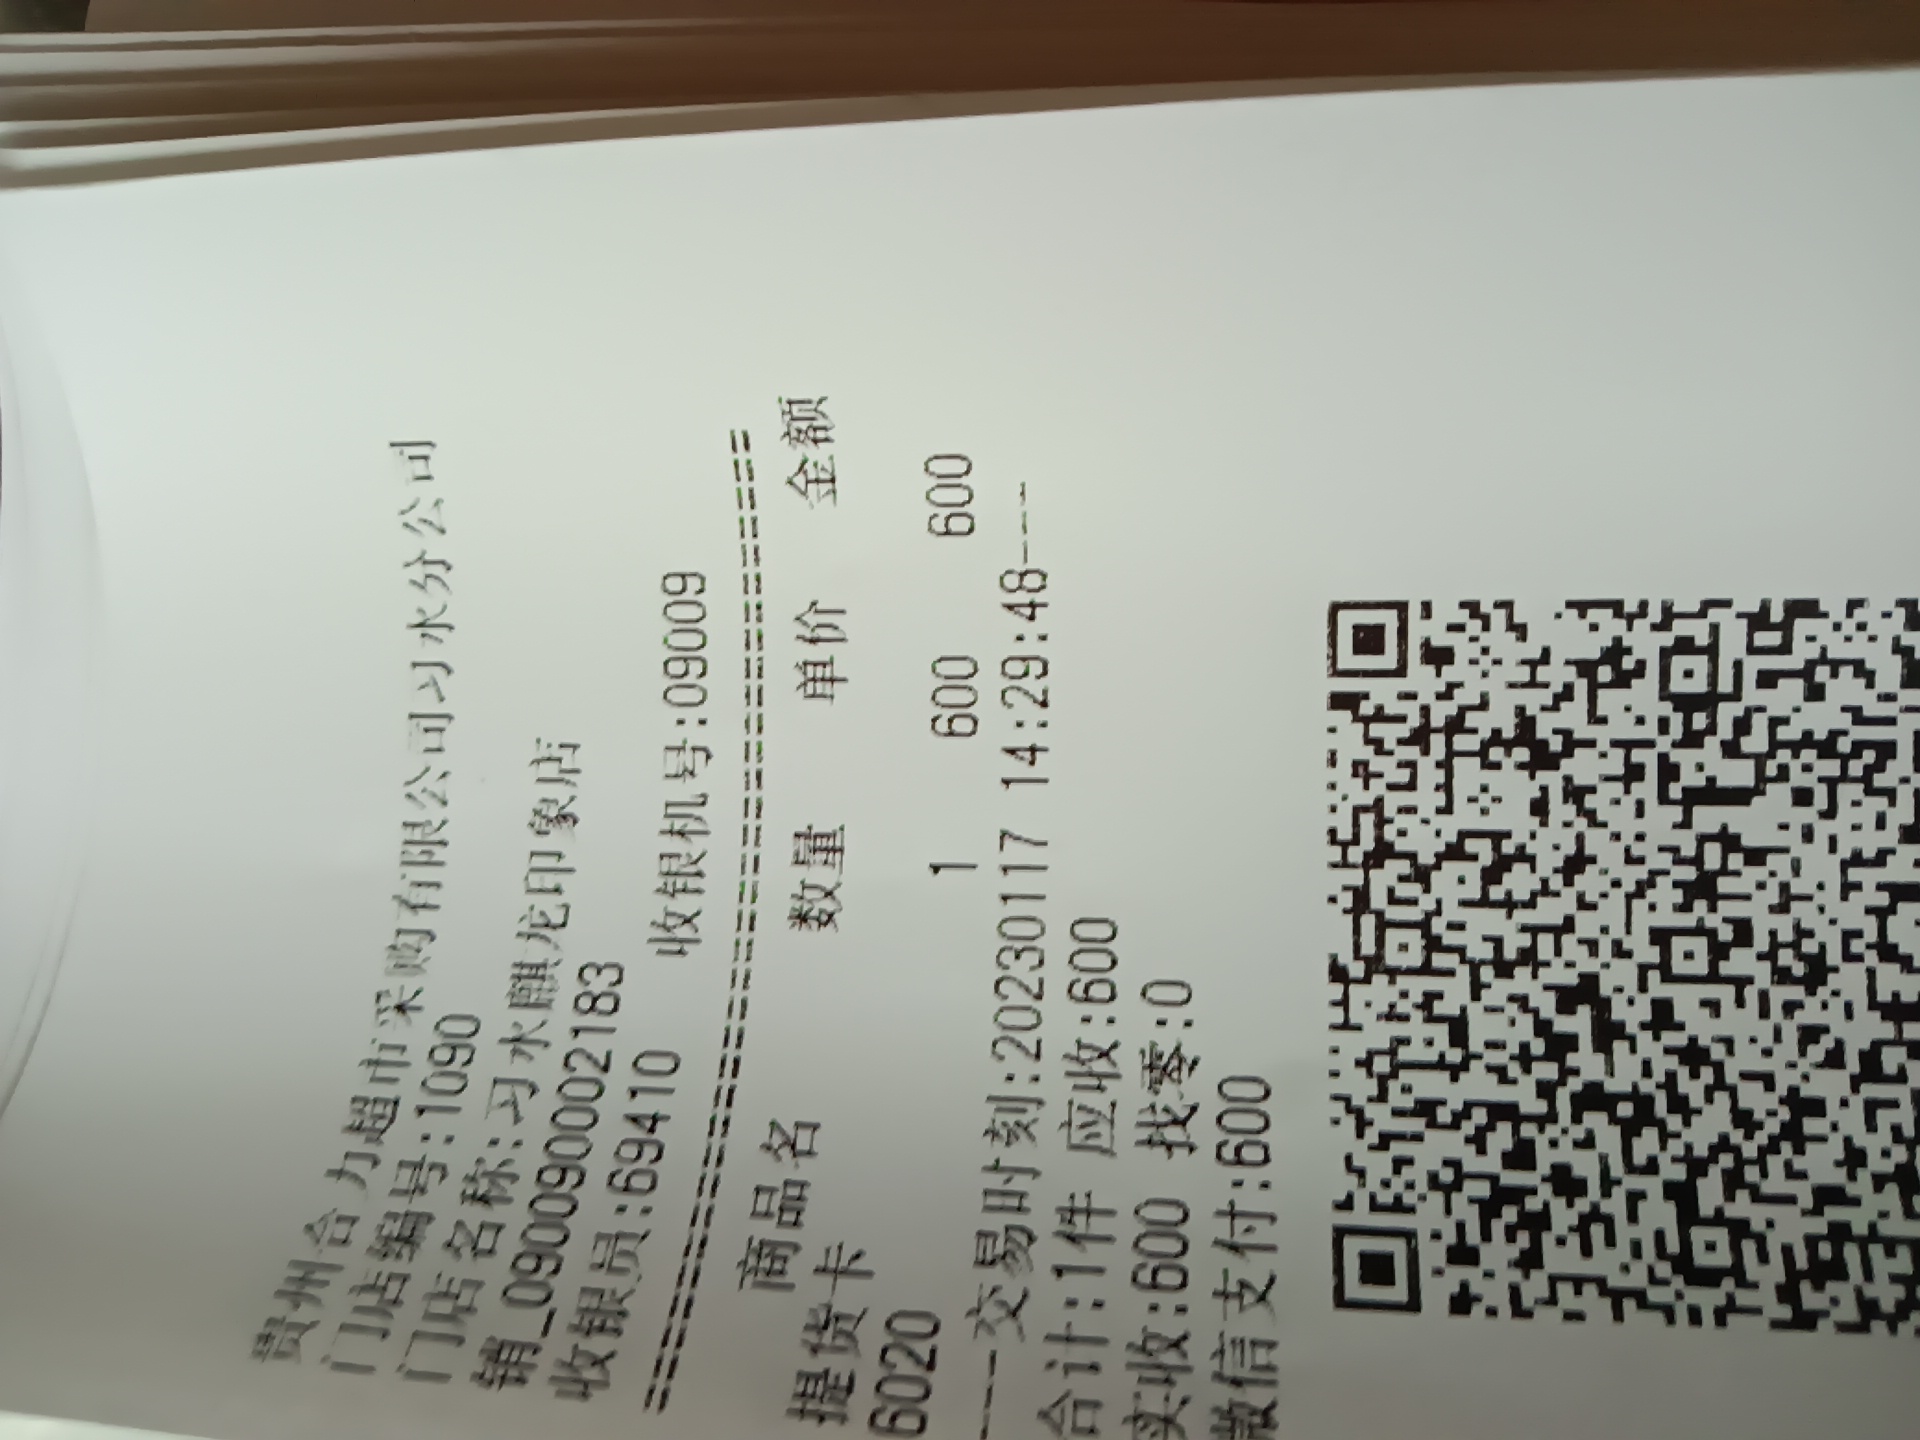 贵州合力超市采购有限公司习水分公司
门店编号:1090
门店名称:习水麒龙印象店
销_0900900002183
收银员:69410 收银机号:09009
==========================================
商品名 数量 单价 金额
提货卡
6020 1 600 600
----交易时刻:20230117 14:29:48----
合计:1件 应收:600
实收:600 找零:0
微信支付:600